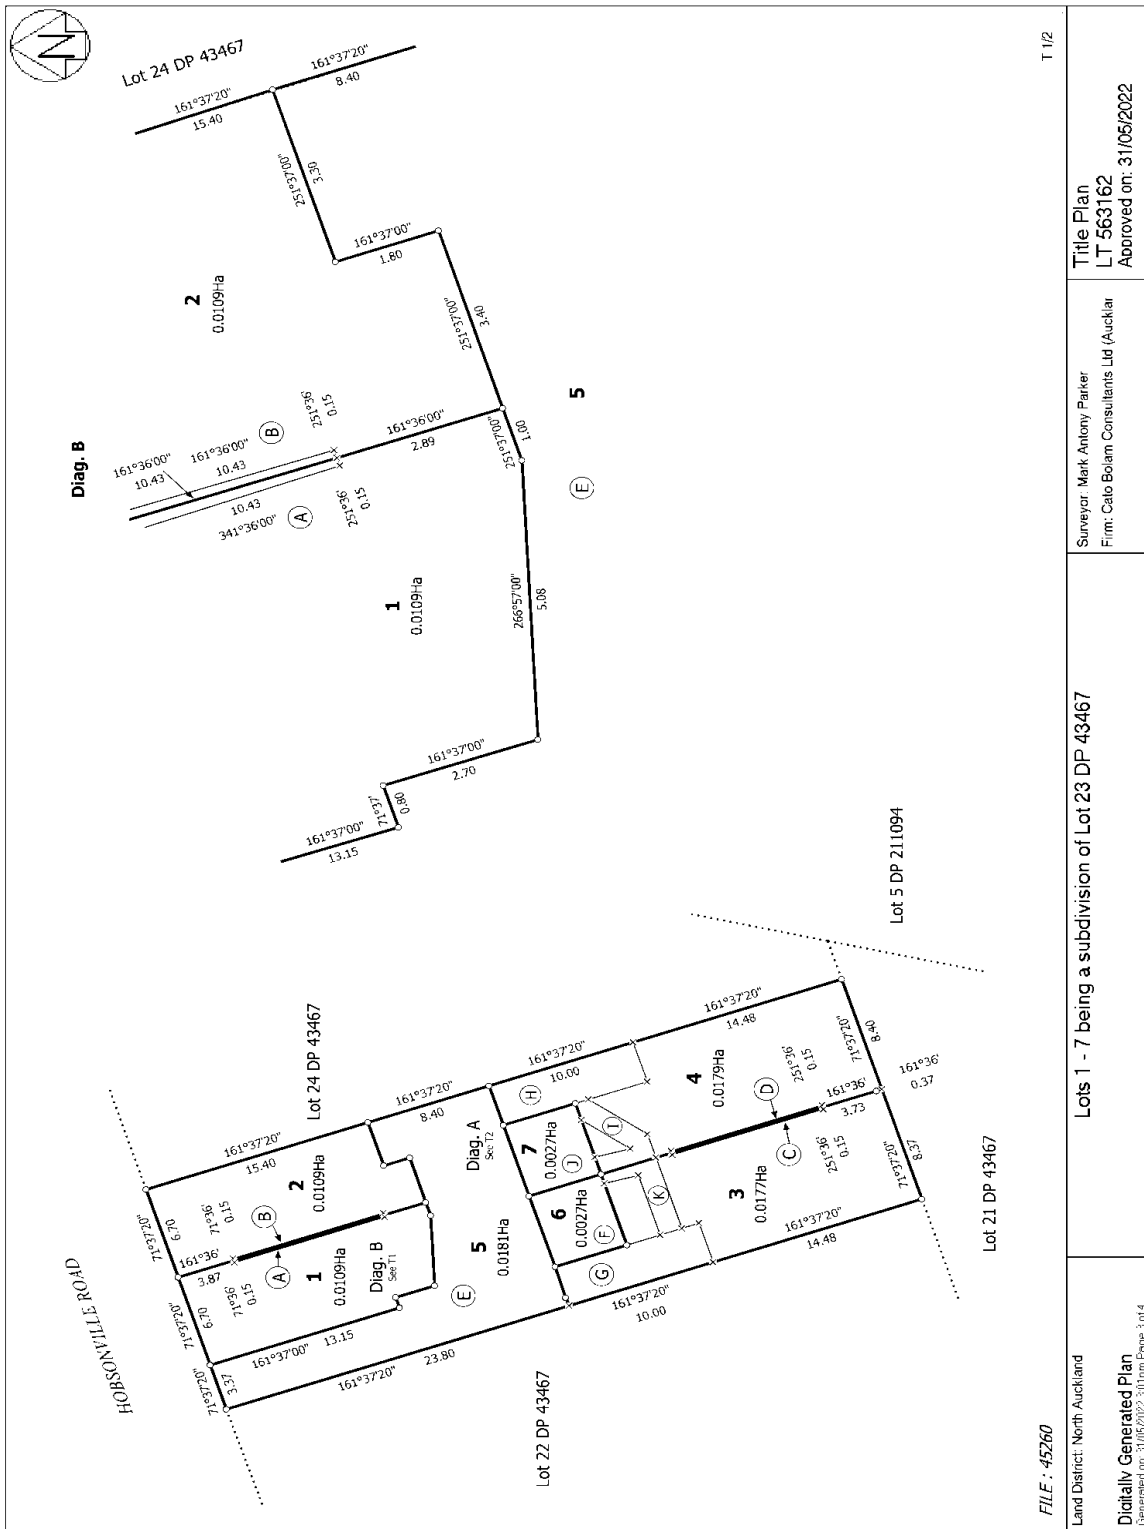 N
Diag. B
Lot 24 DP 43467
161°37'20"
15.40
161°37'20"
8.40
251°37'00"
3.30
161°37'00"
1.80
251°37'00"
3.40
2
0.0109Ha
161°36'00"
10.43
161°36'00"
10.43
B
251°36'
0.15
161°36'00"
2.89
10.43
341°36'00"
A
251°36'
0.15
251°37'00"
1.00
5
E
1
0.0109Ha
266°57'00"
5.08
161°37'00"
2.70
71°37'
0.80
161°37'00"
13.15
HOBSONVILLE ROAD
Lot 24 DP 43467
71°37'20"
6.70
161°37'20"
15.40
161°37'20"
8.40
2
0.0109Ha
71°36'
0.15
B
161°36'
3.87
A
71°36'
0.15
1
0.0109Ha
Diag. B
See T1
71°37'20"
6.70
71°37'20"
3.37
161°37'00"
13.15
161°37'20"
23.80
E
5
0.0181Ha
Diag. A
See T2
H
161°37'20"
10.00
7
0.0027Ha
J
I
6
0.0027Ha
F
G
K
161°37'20"
10.00
4
0.0179Ha
161°37'20"
14.48
D
251°36'
0.15
161°36'
3.73
C
251°36'
0.15
3
0.0177Ha
161°37'20"
14.48
71°37'20"
8.40
161°36'
0.37
71°37'20"
8.37
Lot 22 DP 43467
Lot 21 DP 43467
Lot 5 DP 211094
FILE : 45260
T 1/2
Land District: North Auckland
Digitally Generated Plan
Generated on: 31/05/2022 3:01pm Page 3 of 4
Lots 1 - 7 being a subdivision of Lot 23 DP 43467
Surveyor: Mark Antony Parker
Firm: Cato Bolam Consultants Ltd (Aucklar
Title Plan
LT 563162
Approved on: 31/05/2022